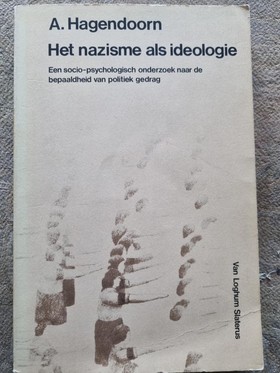 A. Hagendoorn
Het nazisme als ideologie
Een socio-psychologisch onderzoek naar de
bepaaldheid van politiek gedrag
Van Loghum Slaterus